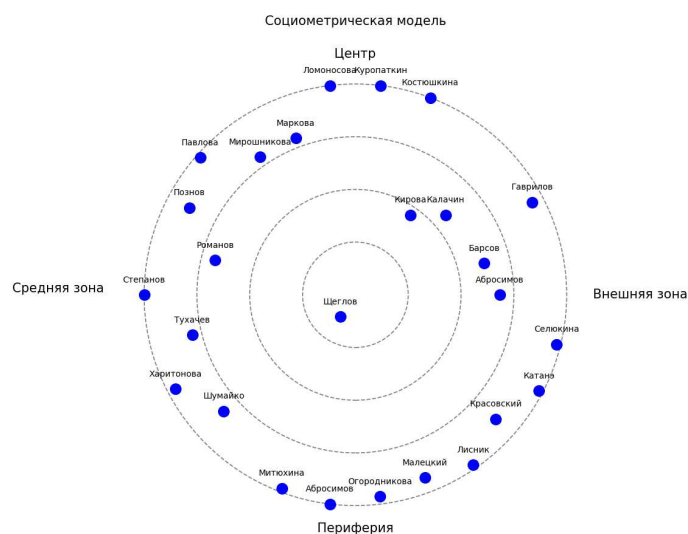 Социометрическая модель
Центр
Ломоносова
Куропаткин
Костюшкина
Маркова
Павлова
Мирошникова
Познов
Гаврилов
Кирова
Калачин
Романов
Барсов
Степанов
Абросимов
Средняя зона
Внешняя зона
Щеглов
Тухачев
Селюкина
Харитонова
Катана
Шумайко
Красовский
Лисник
Малецкий
Митюхина
Огородникова
Абросимов
Периферия